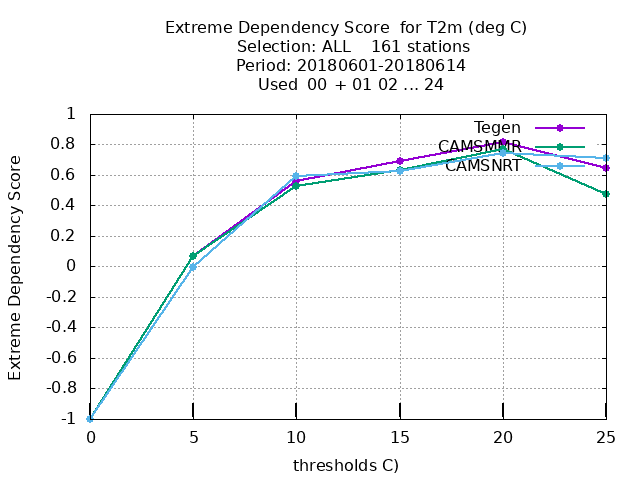 Extreme Dependency Score  for T2m (deg C)
Selection: ALL    161 stations
Period: 20180601-20180614
Used  00 + 01 02 ... 24
Tegen
CAMSMMR
CAMSNRT
Extreme Dependency Score
1
0.8
0.6
0.4
0.2
0
-0.2
-0.4
-0.6
-0.8
-1
0 5 10 15 20 25
thresholds C)